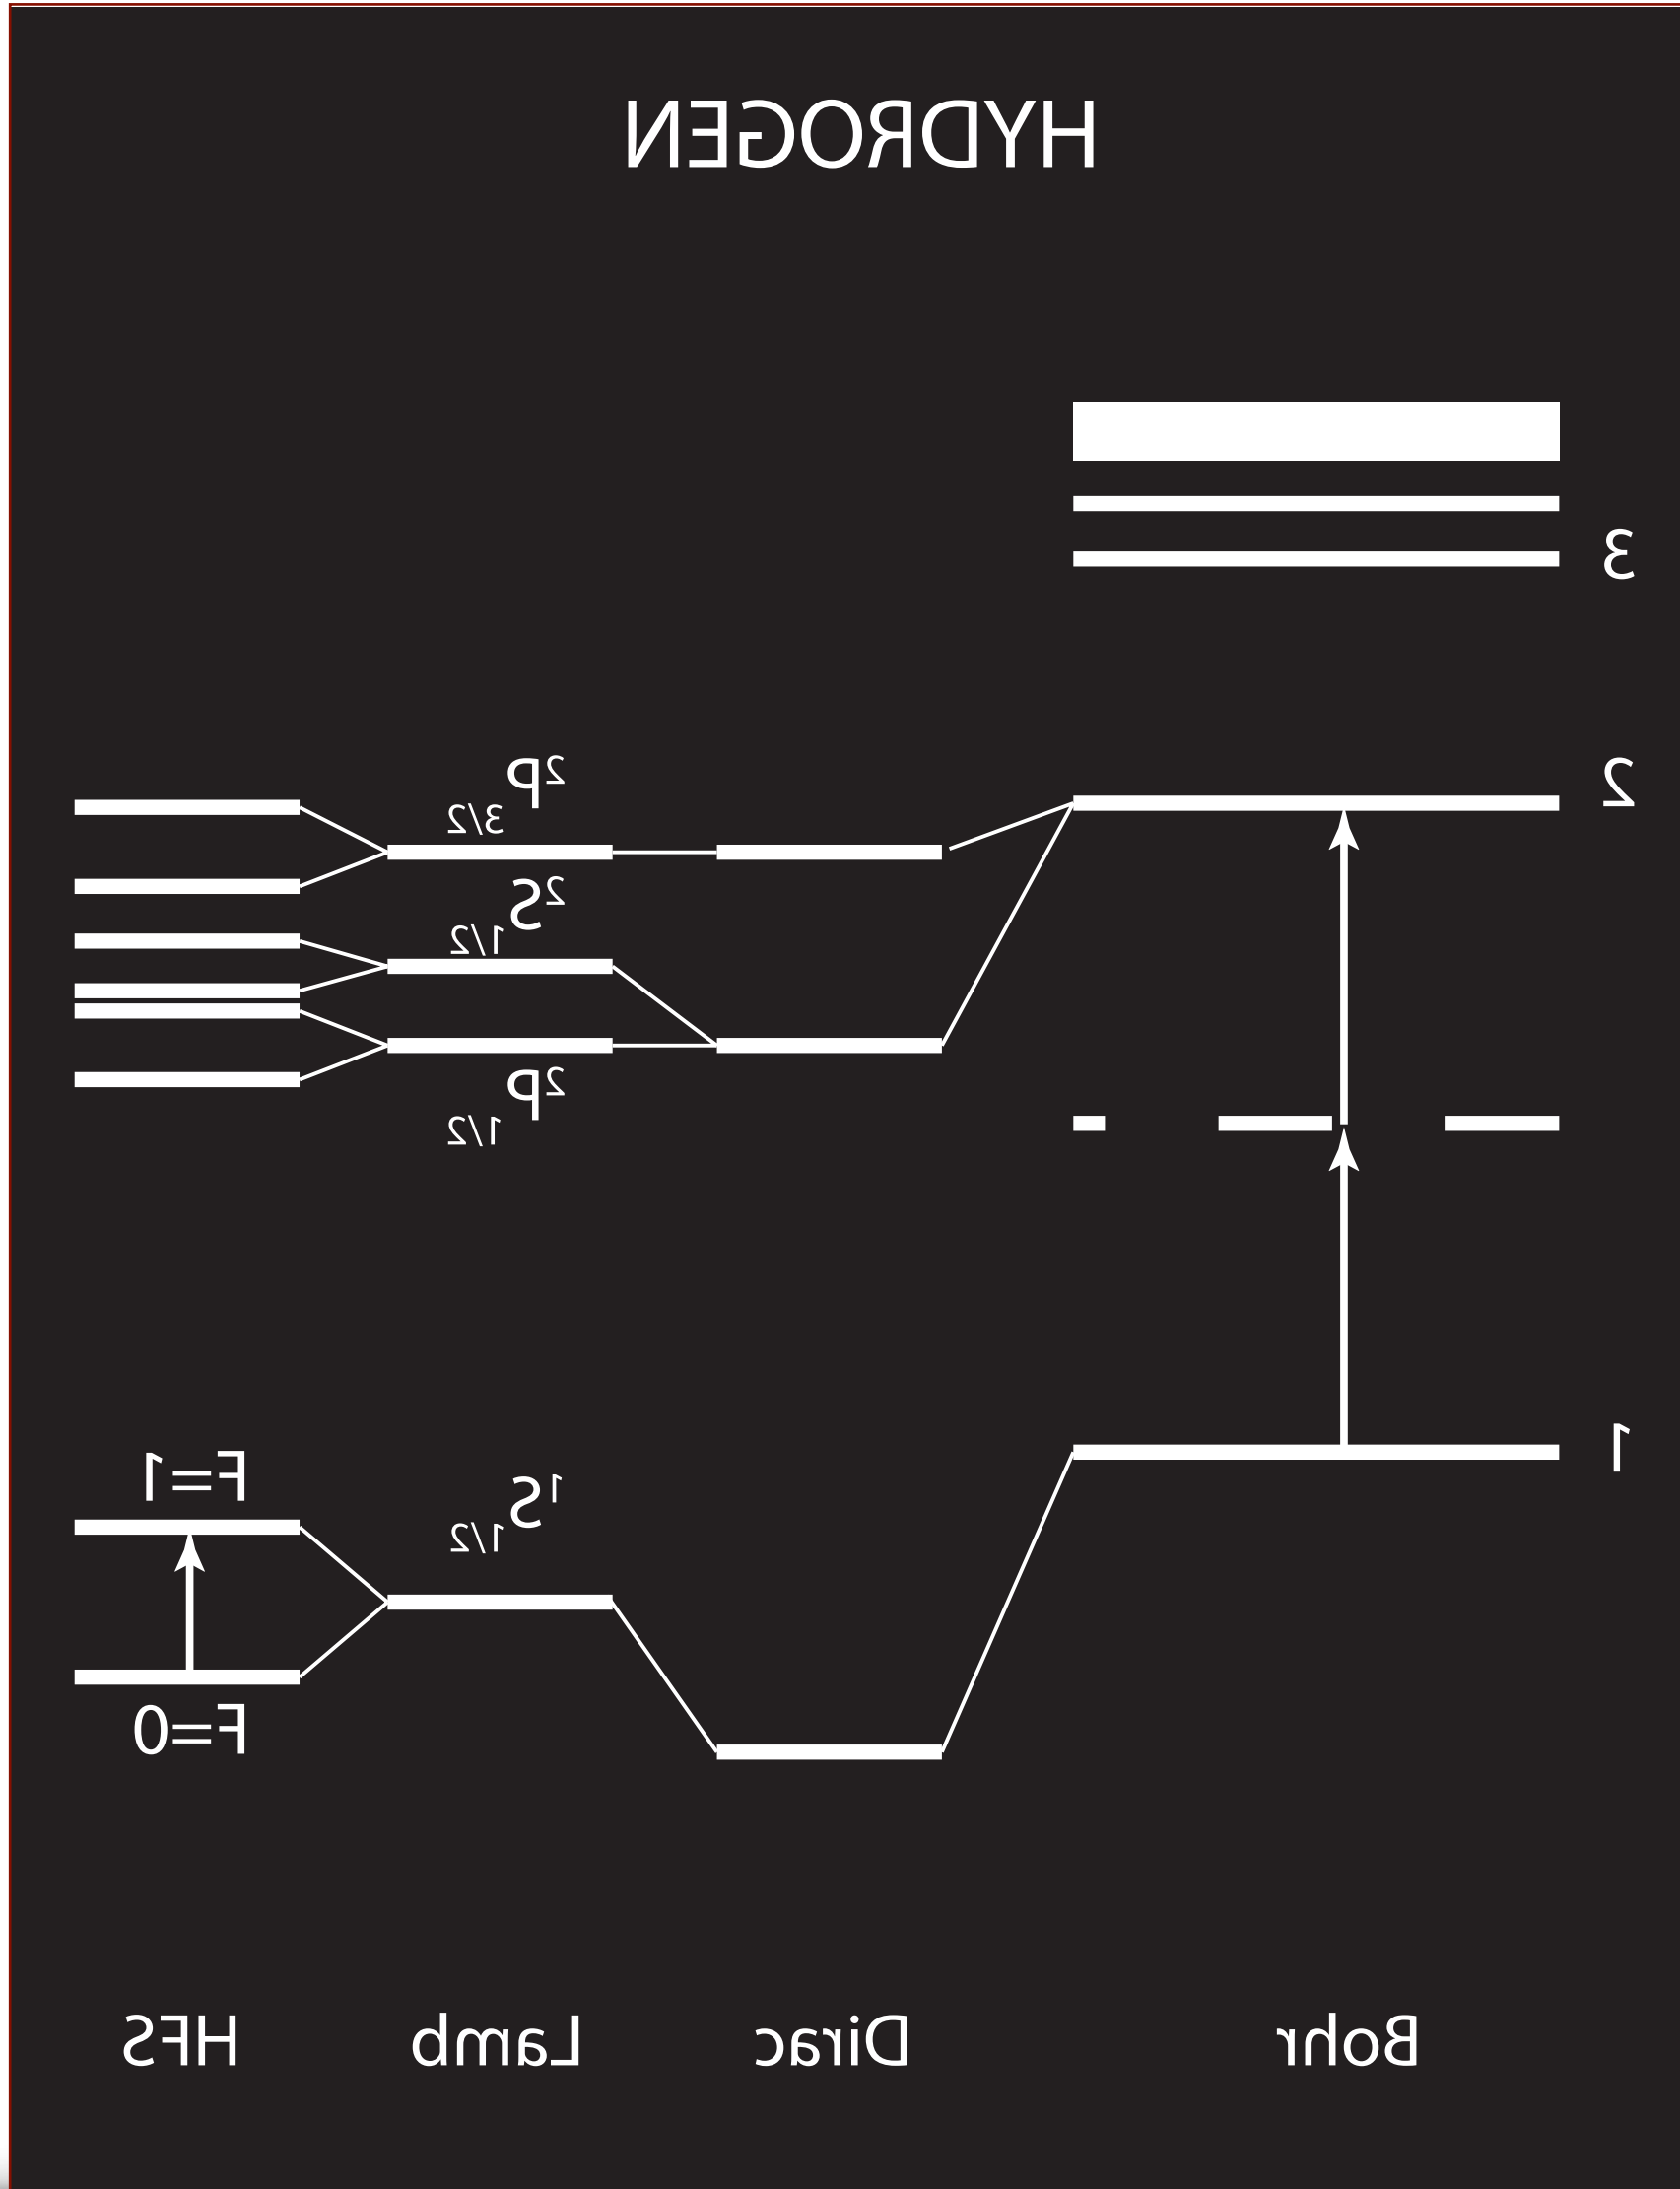 HYDROGEN
3
2
2P3/2
2S1/2
2P1/2
1
1S1/2
F=1
F=0
Bohr
Dirac
Lamb
HFS